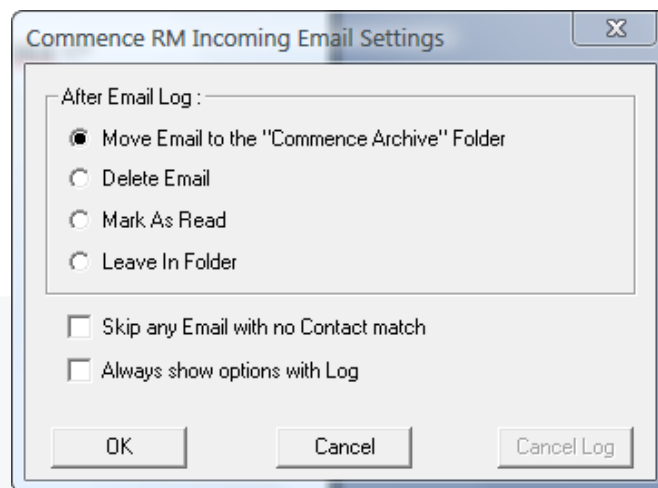 Commence RM Incoming Email Settings
After Email Log :
Move Email to the "Commence Archive" Folder
Delete Email
Mark As Read
Leave In Folder
Skip any Email with no Contact match
Always show options with Log
OK Cancel Cancel Log